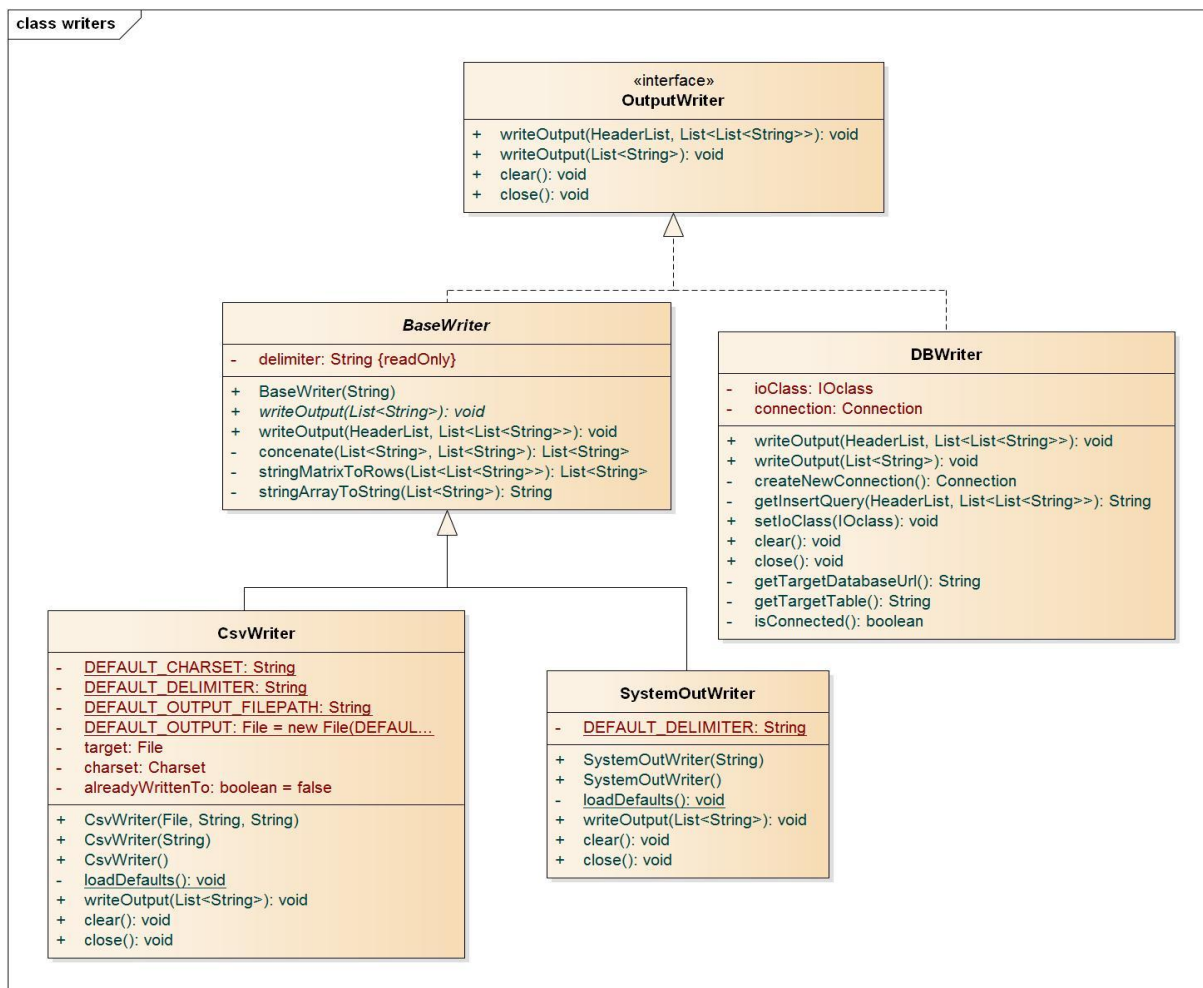 class writers
«interface»
OutputWriter
+ writeOutput(HeaderList, List<List<String>>): void
+ writeOutput(List<String>): void
+ clear(): void
+ close(): void
BaseWriter
- delimiter: String {readOnly}
+ BaseWriter(String)
+ writeOutput(List<String>): void
+ writeOutput(HeaderList, List<List<String>>): void
- concenate(List<String>, List<String>): List<String>
- stringMatrixToRows(List<List<String>>): List<String>
- stringArrayToString(List<String>): String
DBWriter
- ioClass: IOclass
- connection: Connection
+ writeOutput(HeaderList, List<List<String>>): void
+ writeOutput(List<String>): void
- createNewConnection(): Connection
- getInsertQuery(HeaderList, List<List<String>>): String
+ setIoClass(IOclass): void
+ clear(): void
+ close(): void
- getTargetDatabaseUrl(): String
- getTargetTable(): String
- isConnected(): boolean
CsvWriter
- DEFAULT_CHARSET: String
- DEFAULT_DELIMITER: String
- DEFAULT_OUTPUT_FILEPATH: String
- DEFAULT_OUTPUT: File = new File(DEFAUL...
- target: File
- charset: Charset
- alreadyWrittenTo: boolean = false
+ CsvWriter(File, String, String)
+ CsvWriter(String)
+ CsvWriter()
- loadDefaults(): void
+ writeOutput(List<String>): void
+ clear(): void
+ close(): void
SystemOutWriter
- DEFAULT_DELIMITER: String
+ SystemOutWriter(String)
+ SystemOutWriter()
- loadDefaults(): void
+ writeOutput(List<String>): void
+ clear(): void
+ close(): void